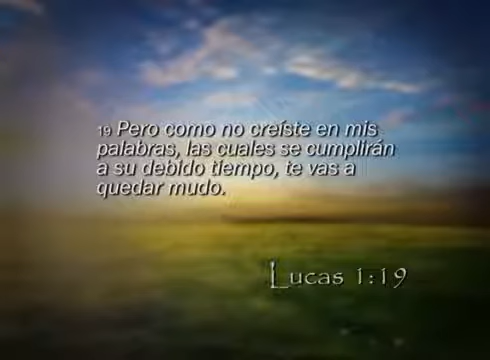 19 Pero como no creíste en mis
palabras, las cuales se cumplirán
a su debido tiempo, te vas a
quedar mudo.
Lucas 1:19